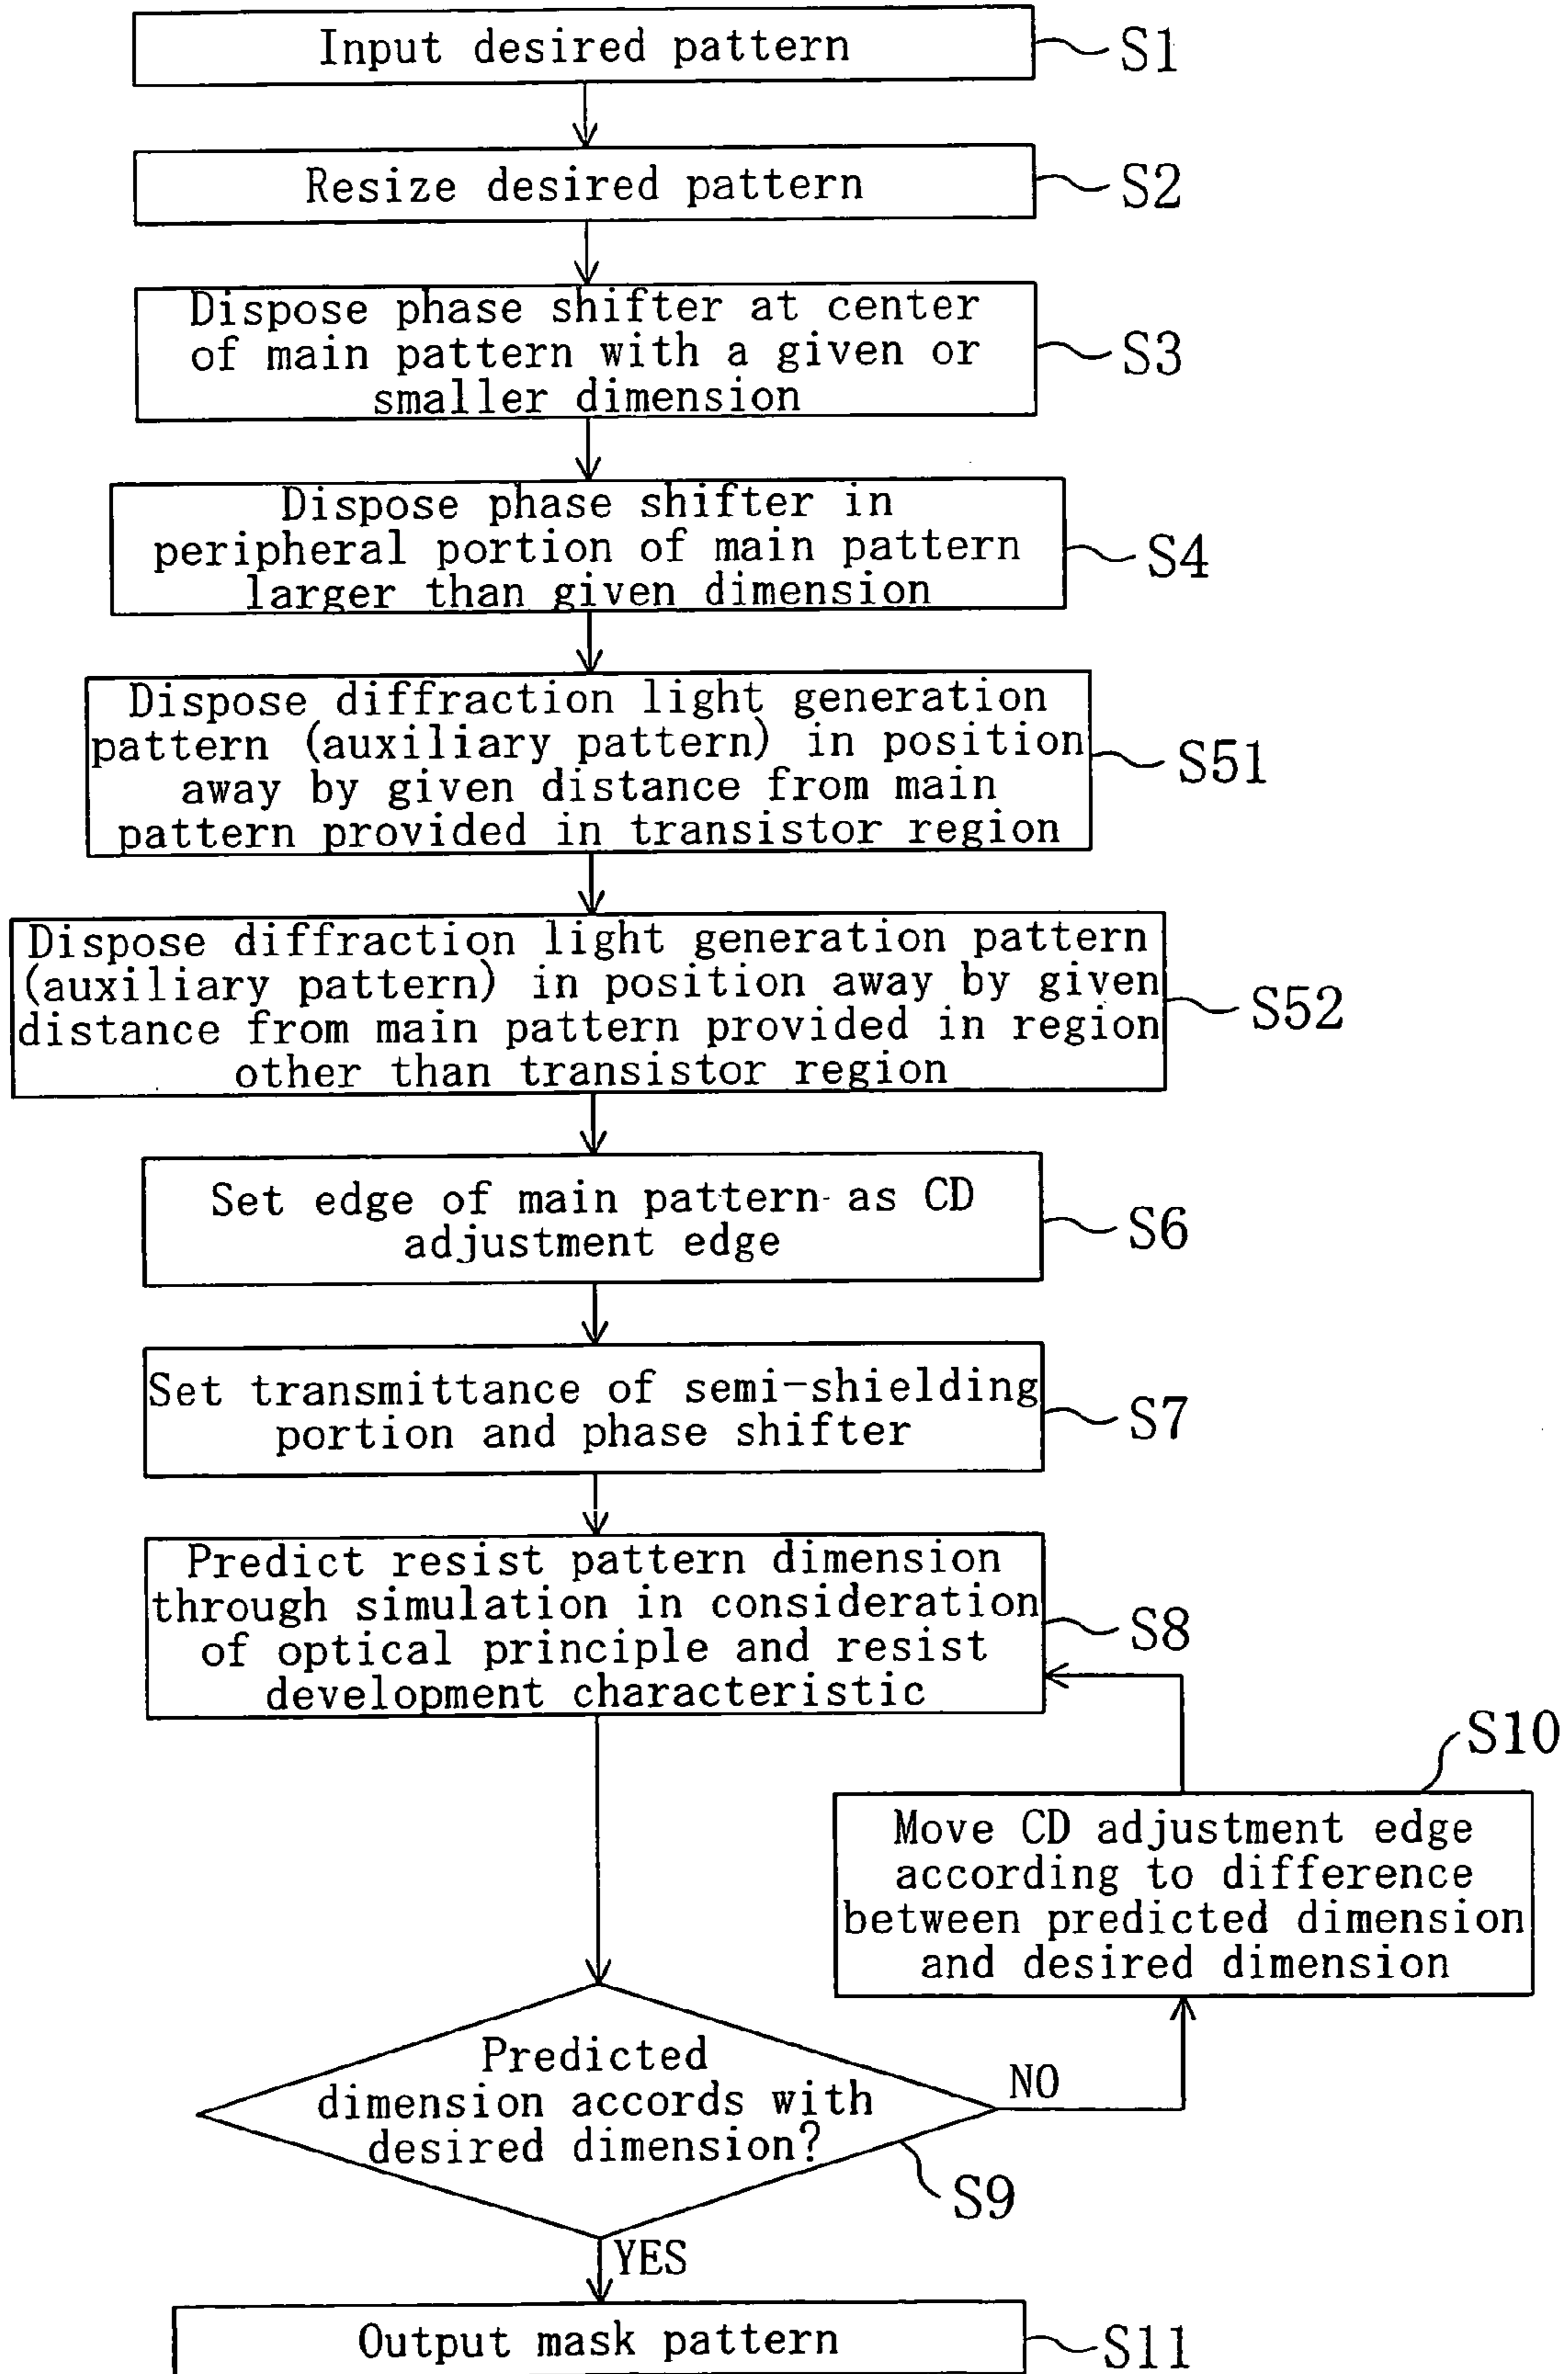 Input desired pattern
S1
Resize desired pattern
S2
Dispose phase shifter at center
of main pattern with a given or
smaller dimension
S3
Dispose phase shifter in
peripheral portion of main pattern
larger than given dimension
S4
Dispose diffraction light generation
pattern (auxiliary pattern) in position
away by given distance from main
pattern provided in transistor region
S51
Dispose diffraction light generation pattern
(auxiliary pattern) in position away by given
distance from main pattern provided in region
other than transistor region
S52
Set edge of main pattern as CD
adjustment edge
S6
Set transmittance of semi-shielding
portion and phase shifter
S7
Predict resist pattern dimension
through simulation in consideration
of optical principle and resist
development characteristic
S8
S10
Move CD adjustment edge
according to difference
between predicted dimension
and desired dimension
Predicted
dimension accords with
desired dimension?
NO
S9
YES
Output mask pattern
S11